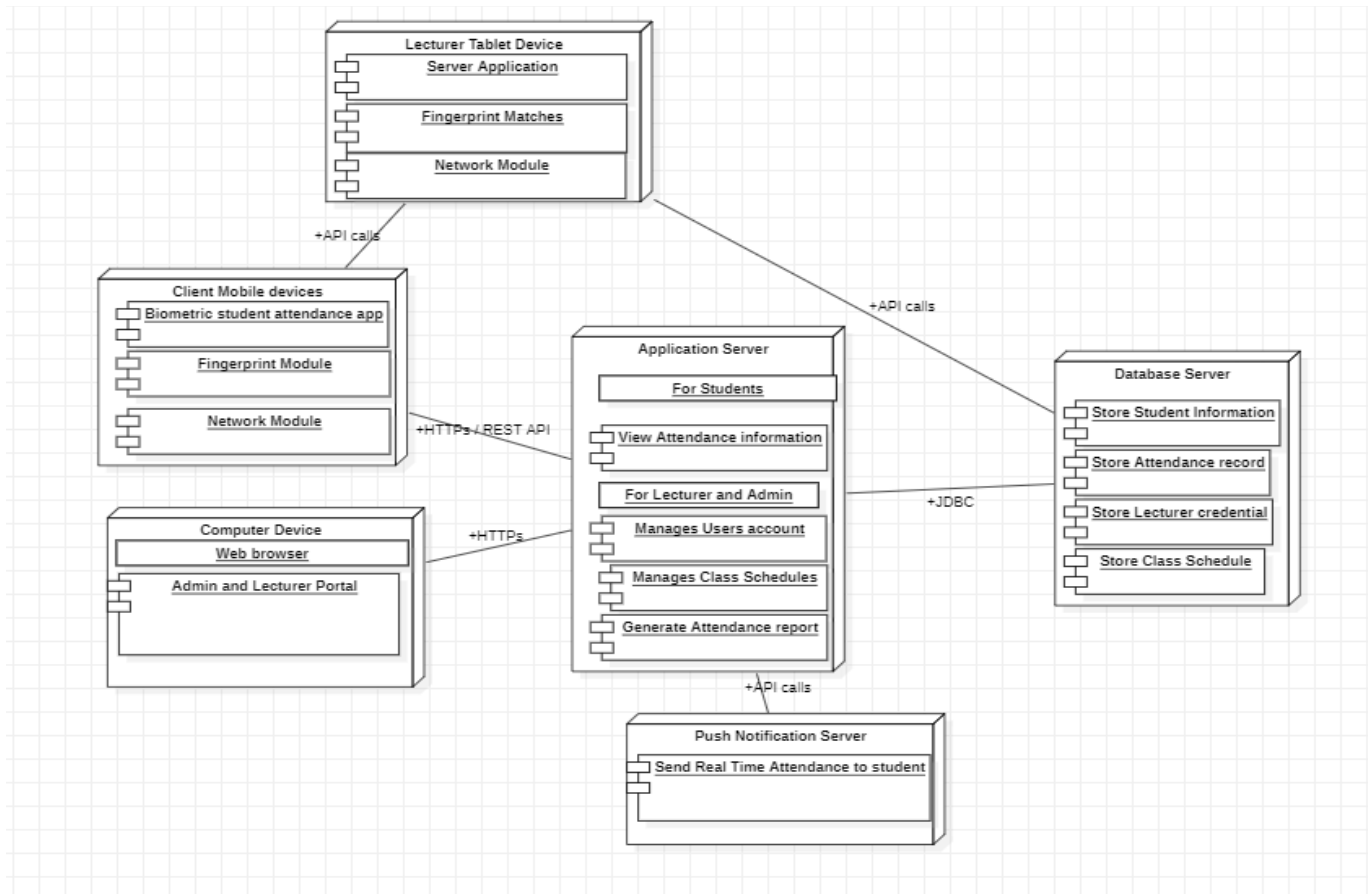 Lecturer Tablet Device
Server Application
Fingerprint Matches
Network Module
+API calls
Client Mobile devices
Biometric student attendance app
Fingerprint Module
Network Module
+HTTPs / REST API
+API calls
Application Server
For Students
View Attendance information
For Lecturer and Admin
Manages Users account
Manages Class Schedules
Generate Attendance report
Database Server
Store Student Information
Store Attendance record
Store Lecturer credential
Store Class Schedule
+JDBC
Computer Device
Web browser
Admin and Lecturer Portal
+HTTPs
+API calls
Push Notification Server
Send Real Time Attendance to student